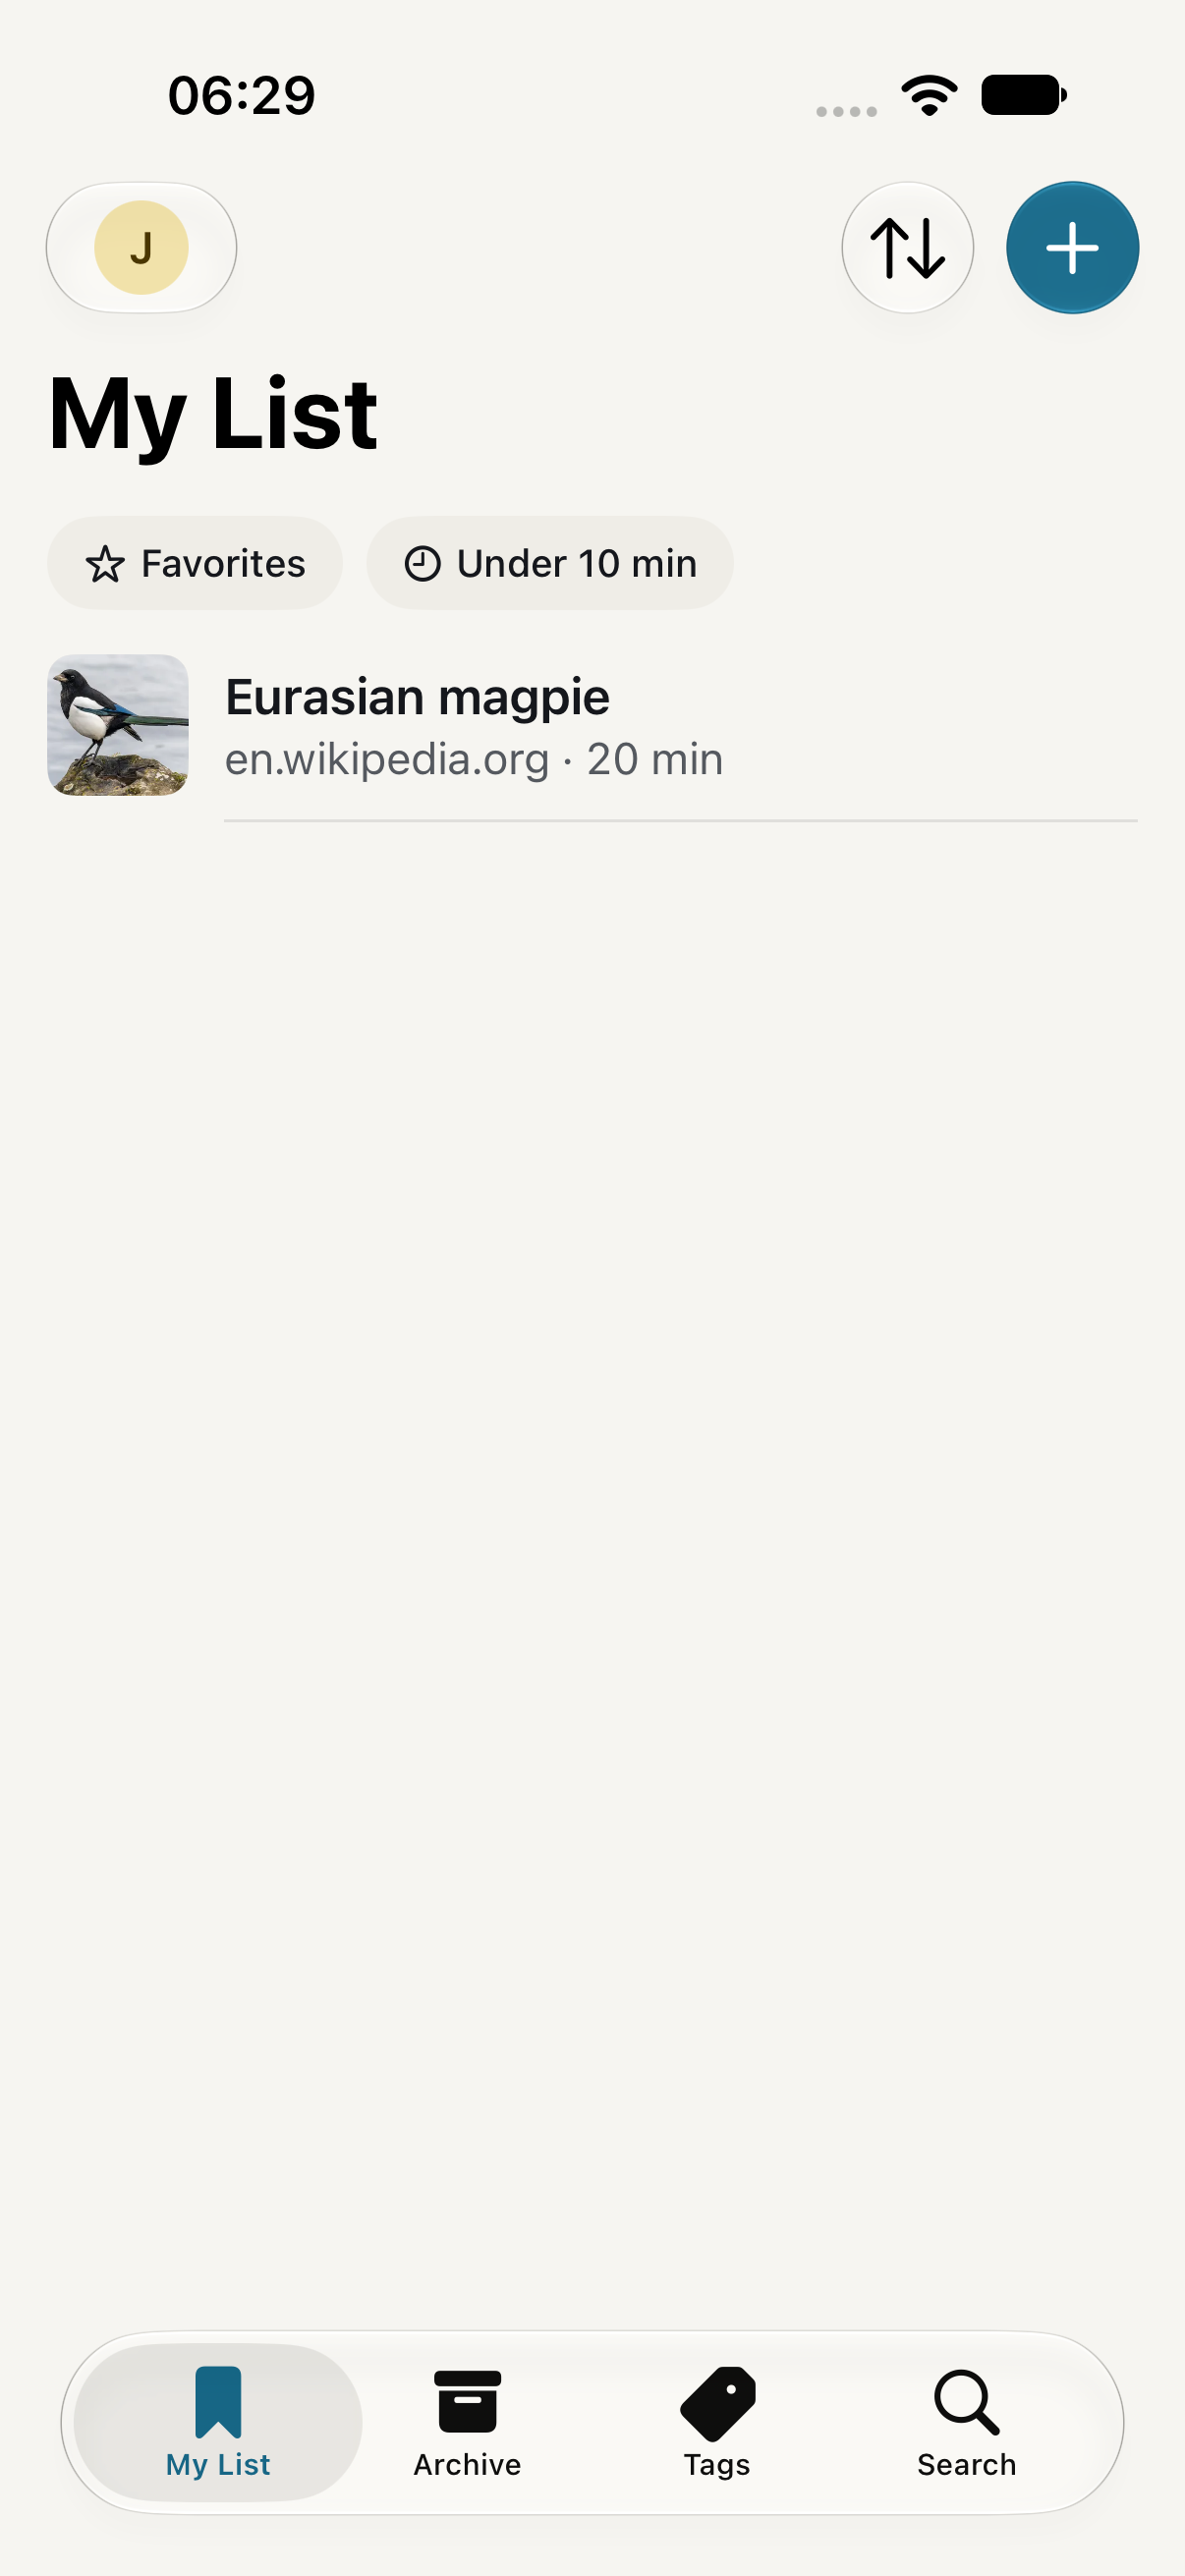 06:29
J
My List
Favorites
Under 10 min
Eurasian magpie
en.wikipedia.org · 20 min
My List
Archive
Tags
Search